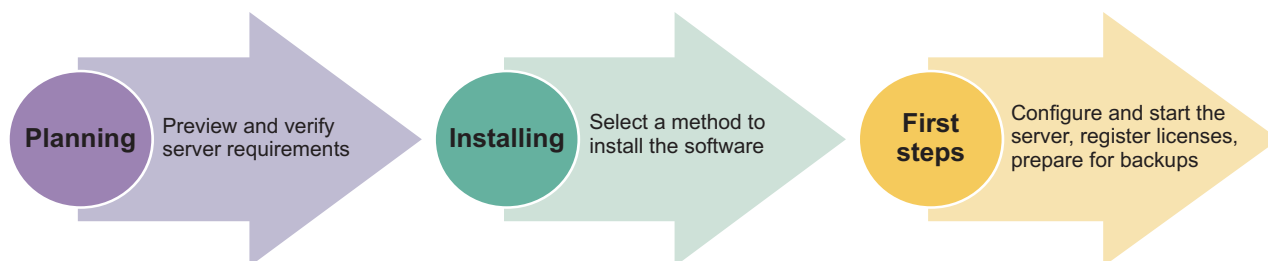 Planning
Preview and verify
server requirements
Installing
Select a method to
install the software
First
steps
Configure and start the
server, register licenses,
prepare for backups